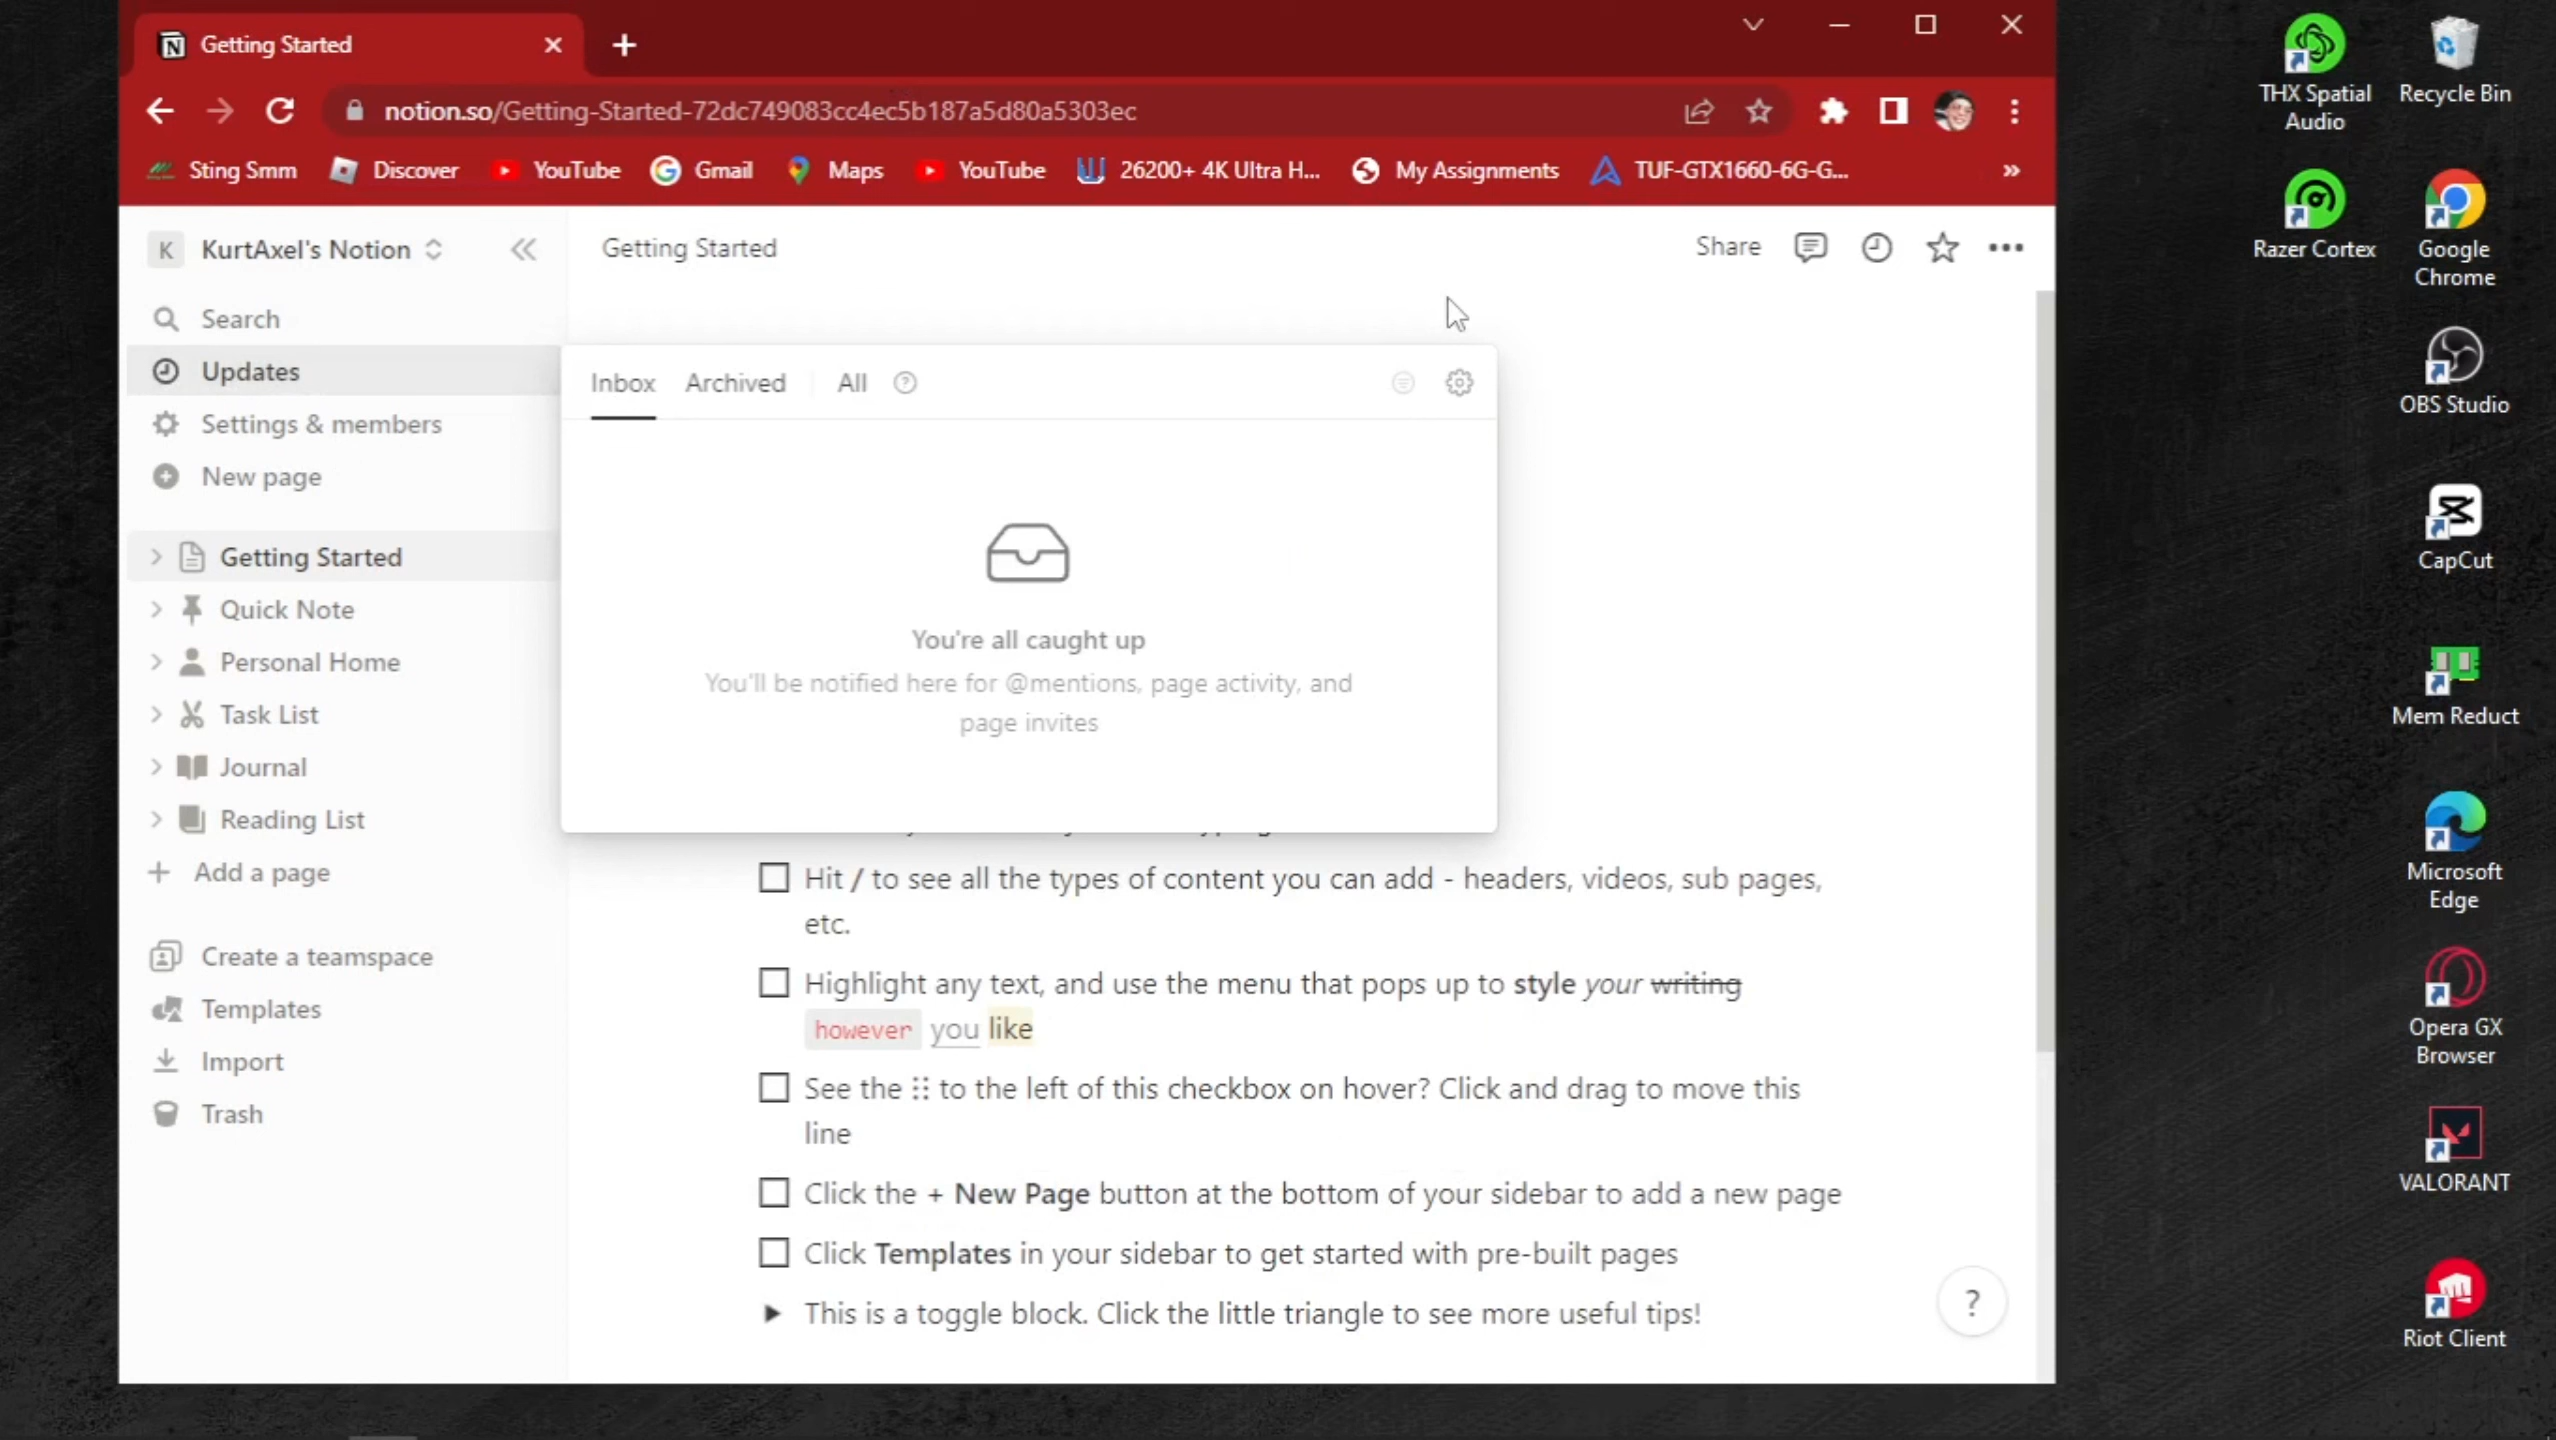 Getting Started
notion.so/Getting-Started-72dc749083cc4ec5b187a5d80a5303ec
Sting Smm Discover YouTube Gmail Maps YouTube 26200+ 4K Ultra H... My Assignments TUF-GTX1660-6G-G... »
K KurtAxel's Notion
Search
Updates
Settings & members
New page
Getting Started
Quick Note
Personal Home
Task List
Journal
Reading List
+ Add a page
Create a teamspace
Templates
Import
Trash
Getting Started
Share
Inbox Archived All
You're all caught up
You'll be notified here for @mentions, page activity, and
page invites
Hit / to see all the types of content you can add - headers, videos, sub pages,
etc.
Highlight any text, and use the menu that pops up to style your writing
however you like
See the ⠿ to the left of this checkbox on hover? Click and drag to move this
line
Click the + New Page button at the bottom of your sidebar to add a new page
Click Templates in your sidebar to get started with pre-built pages
This is a toggle block. Click the little triangle to see more useful tips!
?
THX Spatial
Audio
Recycle Bin
Razer Cortex
Google
Chrome
OBS Studio
CapCut
Mem Reduct
Microsoft
Edge
Opera GX
Browser
VALORANT
Riot Client